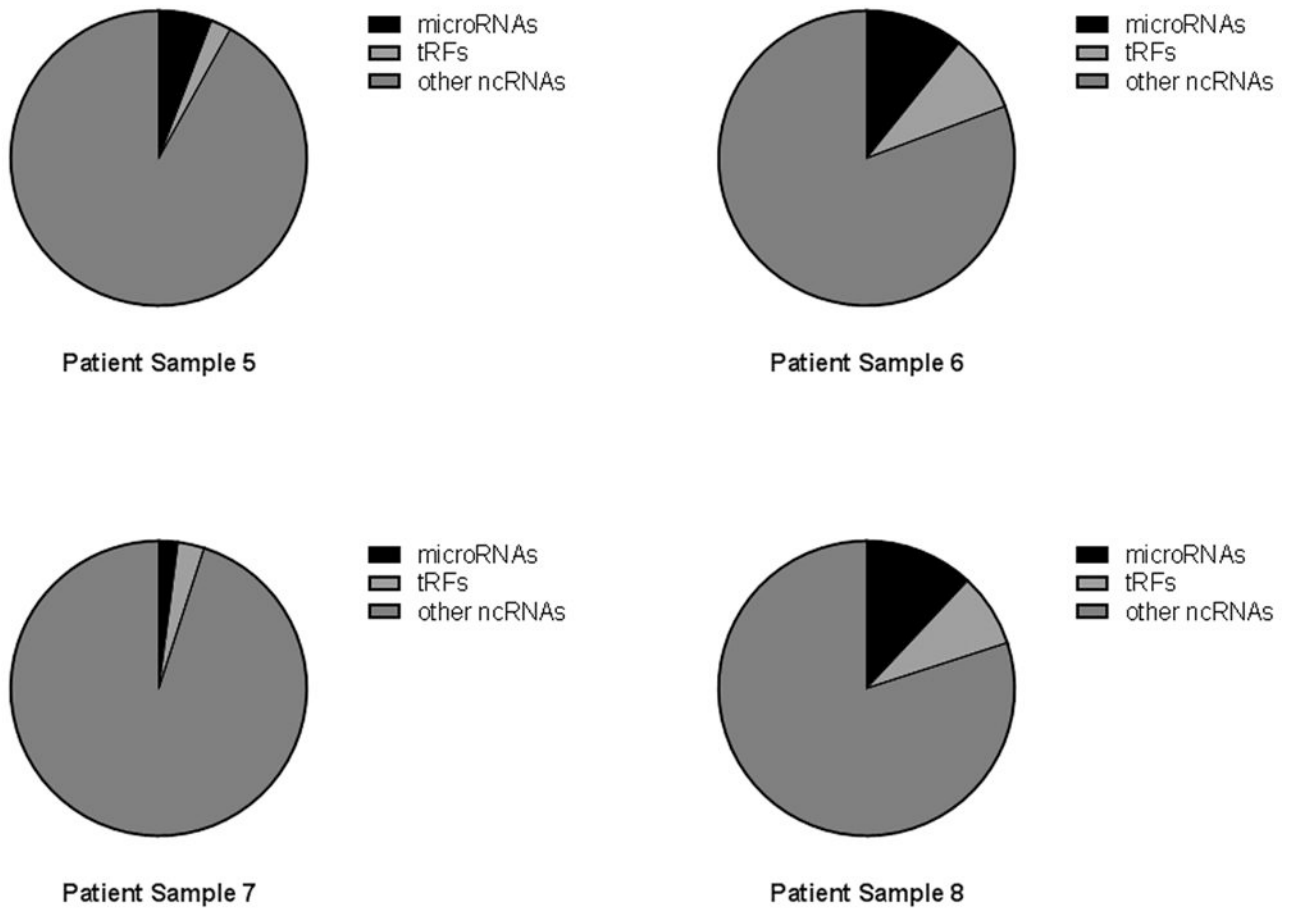 microRNAs
tRFs
other ncRNAs
Patient Sample 5
microRNAs
tRFs
other ncRNAs
Patient Sample 6
microRNAs
tRFs
other ncRNAs
Patient Sample 7
microRNAs
tRFs
other ncRNAs
Patient Sample 8